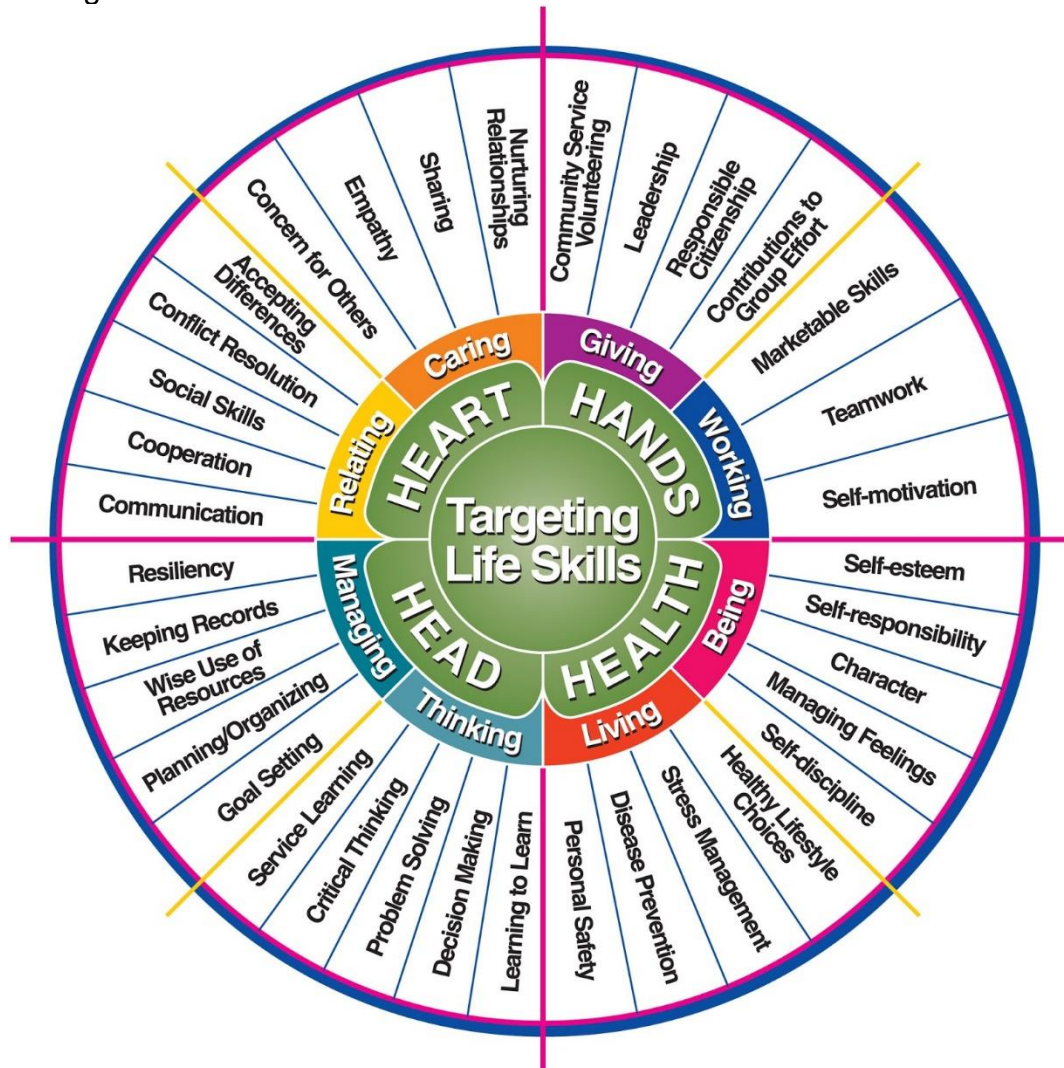 g
Targeting
Life Skills
HEART
HANDS
HEALTH
HEAD
Caring
Giving
Working
Being
Living
Thinking
Managing
Relating
Nurturing
Relationships
Sharing
Empathy
Concern for Others
Accepting
Differences
Conflict Resolution
Social Skills
Cooperation
Communication
Community Service
Volunteering
Leadership
Responsible
Citizenship
Contributions to
Group Effort
Marketable Skills
Teamwork
Self-motivation
Self-esteem
Self-responsibility
Character
Managing Feelings
Self-discipline
Healthy Lifestyle
Choices
Stress Management
Disease Prevention
Personal Safety
Learning to Learn
Decision Making
Problem Solving
Critical Thinking
Service Learning
Goal Setting
Planning/Organizing
Wise Use of
Resources
Keeping Records
Resiliency